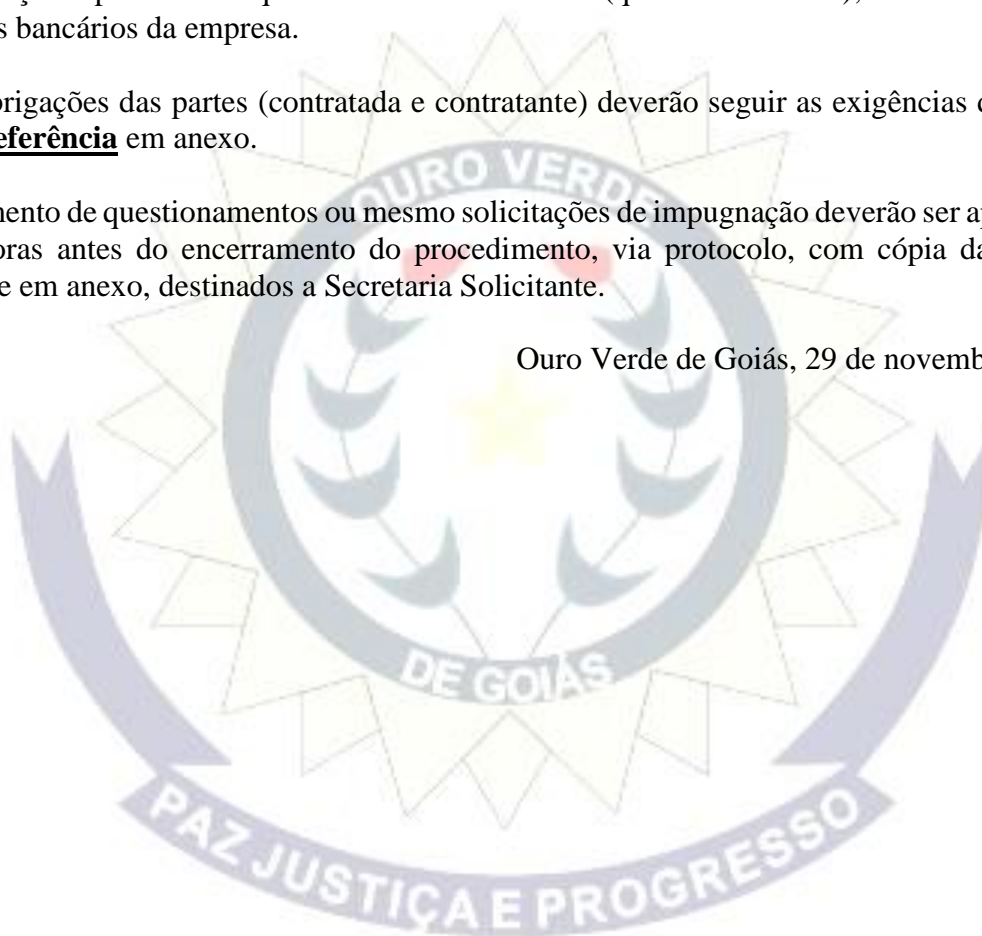 s bancários da empresa.
rigações das partes (contratada e contratante) deverão seguir as exigências
eferência em anexo.
ento de questionamentos ou mesmo solicitações de impugnação deverão ser
oras antes do encerramento do procedimento, via protocolo, com cópia da
e em anexo, destinados a Secretaria Solicitante.
Ouro Verde de Goiás, 29 de novemb
OURO VERDE
DE GOIÁS
PAZ JUSTIÇA E PROGRESSO